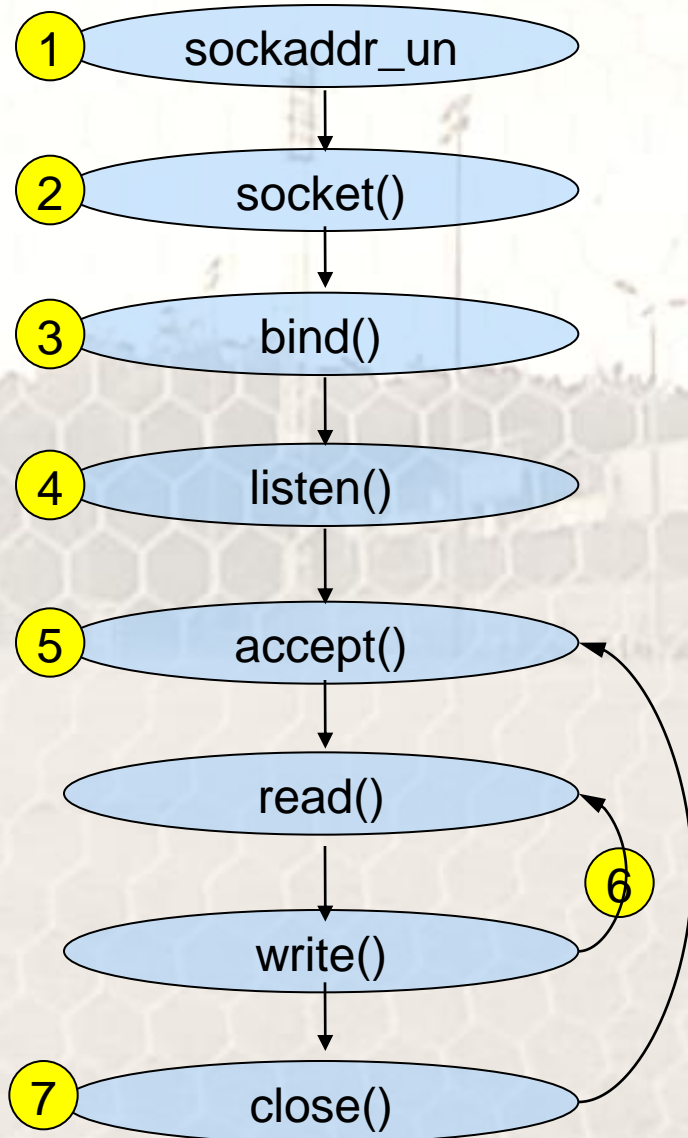 1 sockaddr_un
2 socket()
3 bind()
4 listen()
5 accept()
read()
6
write()
7 close()